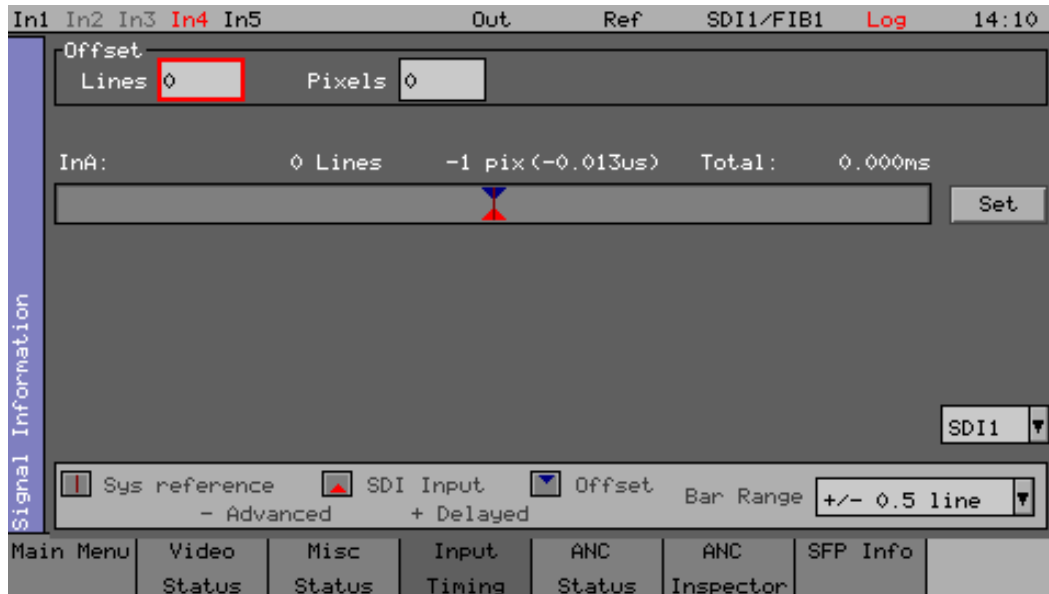 In1 In2 In3 In4 In5 Out Ref SDI1/FIB1 Log 14:10
Offset
Lines 0 Pixels 0
InA: 0 Lines -1 pix(-0.013us) Total: 0.000ms
Set
Signal Information
SDI1
Sys reference SDI Input Offset Bar Range +/- 0.5 line
- Advanced + Delayed
Main Menu Video Misc Input ANC ANC SFP Info
Status Status Timing Status Inspector